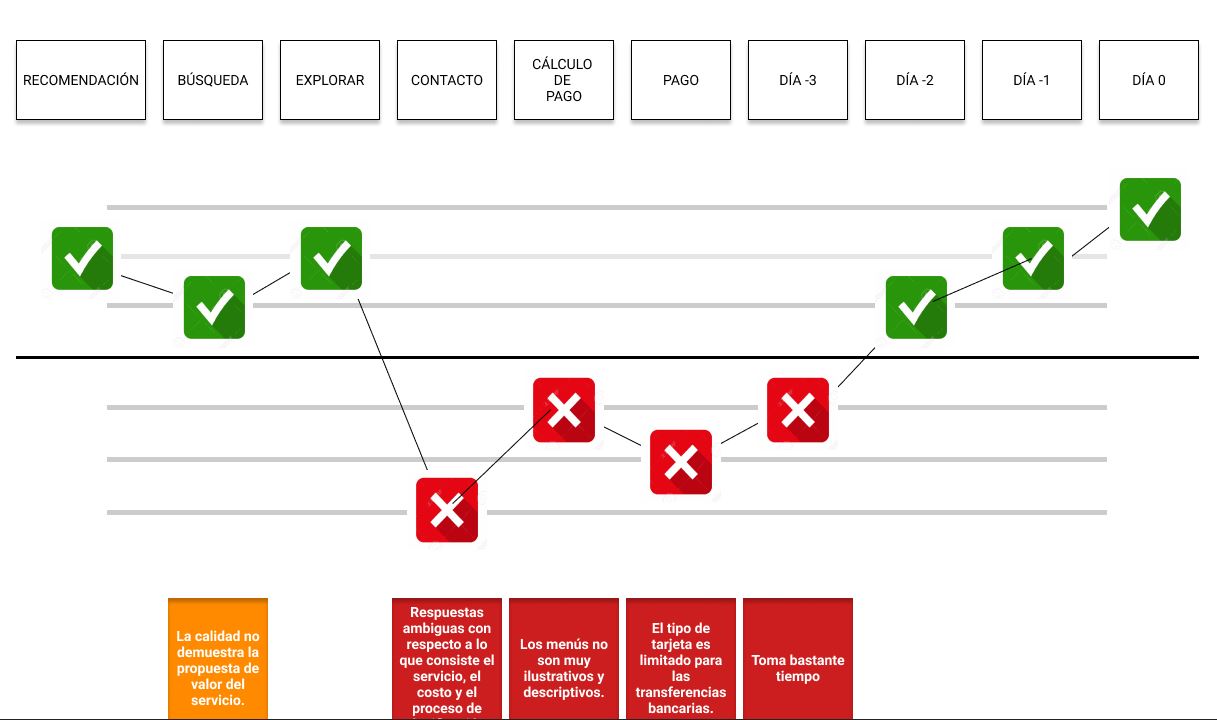 RECOMENDACIÓN
BÚSQUEDA
EXPLORAR
CONTACTO
CÁLCULO
DE
PAGO
PAGO
DÍA -3
DÍA -2
DÍA -1
DÍA 0
La calidad no
demuestra la
propuesta de
valor del
servicio.
Respuestas
ambiguas con
respecto a lo
que consiste el
servicio, el
costo y el
proceso de
Los menús no
son muy
ilustrativos y
descriptivos.
El tipo de
tarjeta es
limitado para
las
transferencias
bancarias.
Toma bastante
tiempo